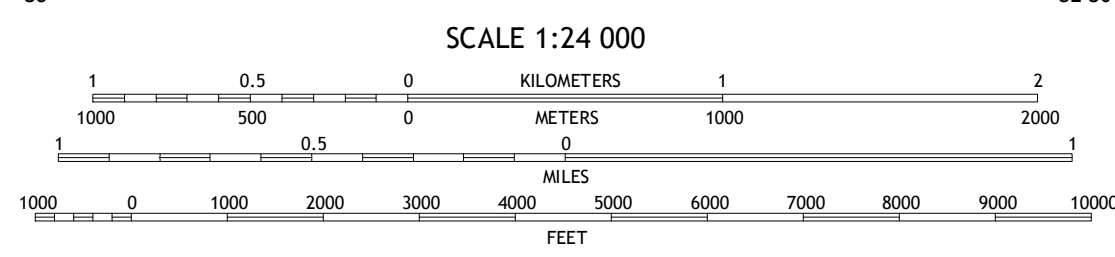 SCALE 1:24 000
1 0.5 0 KILOMETERS 1 2
1000 500 0 METERS 1000 2000
1 0.5 0 1
MILES
1000 0 1000 2000 3000 4000 5000 6000 7000 8000 9000 10000
FEET